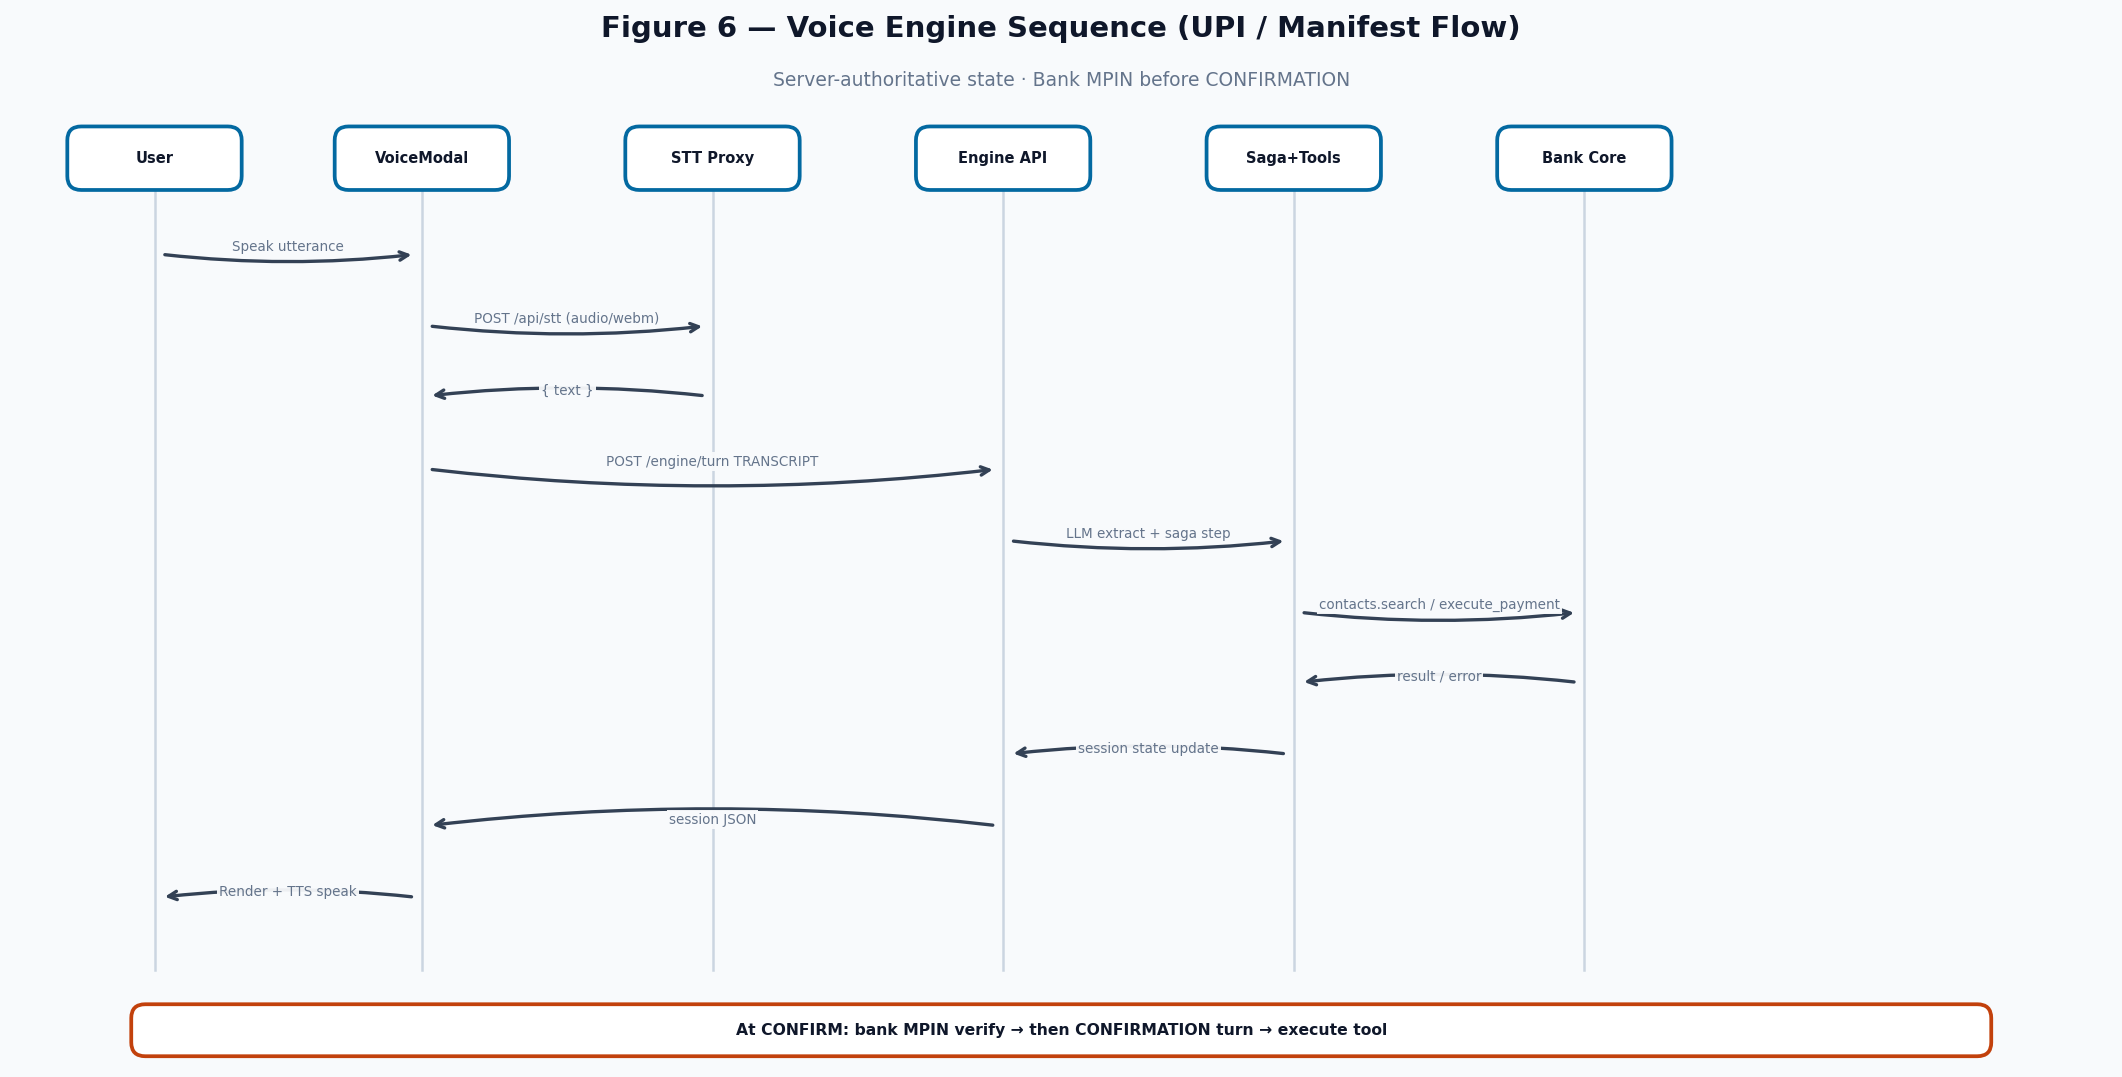 Figure 6 — Voice Engine Sequence (UPI / Manifest Flow)
Server-authoritative state · Bank MPIN before CONFIRMATION
User
VoiceModal
STT Proxy
Engine API
Saga+Tools
Bank Core
Speak utterance
POST /api/stt (audio/webm)
{ text }
POST /engine/turn TRANSCRIPT
LLM extract + saga step
contacts.search / execute_payment
result / error
session state update
session JSON
Render + TTS speak
At CONFIRM: bank MPIN verify → then CONFIRMATION turn → execute tool